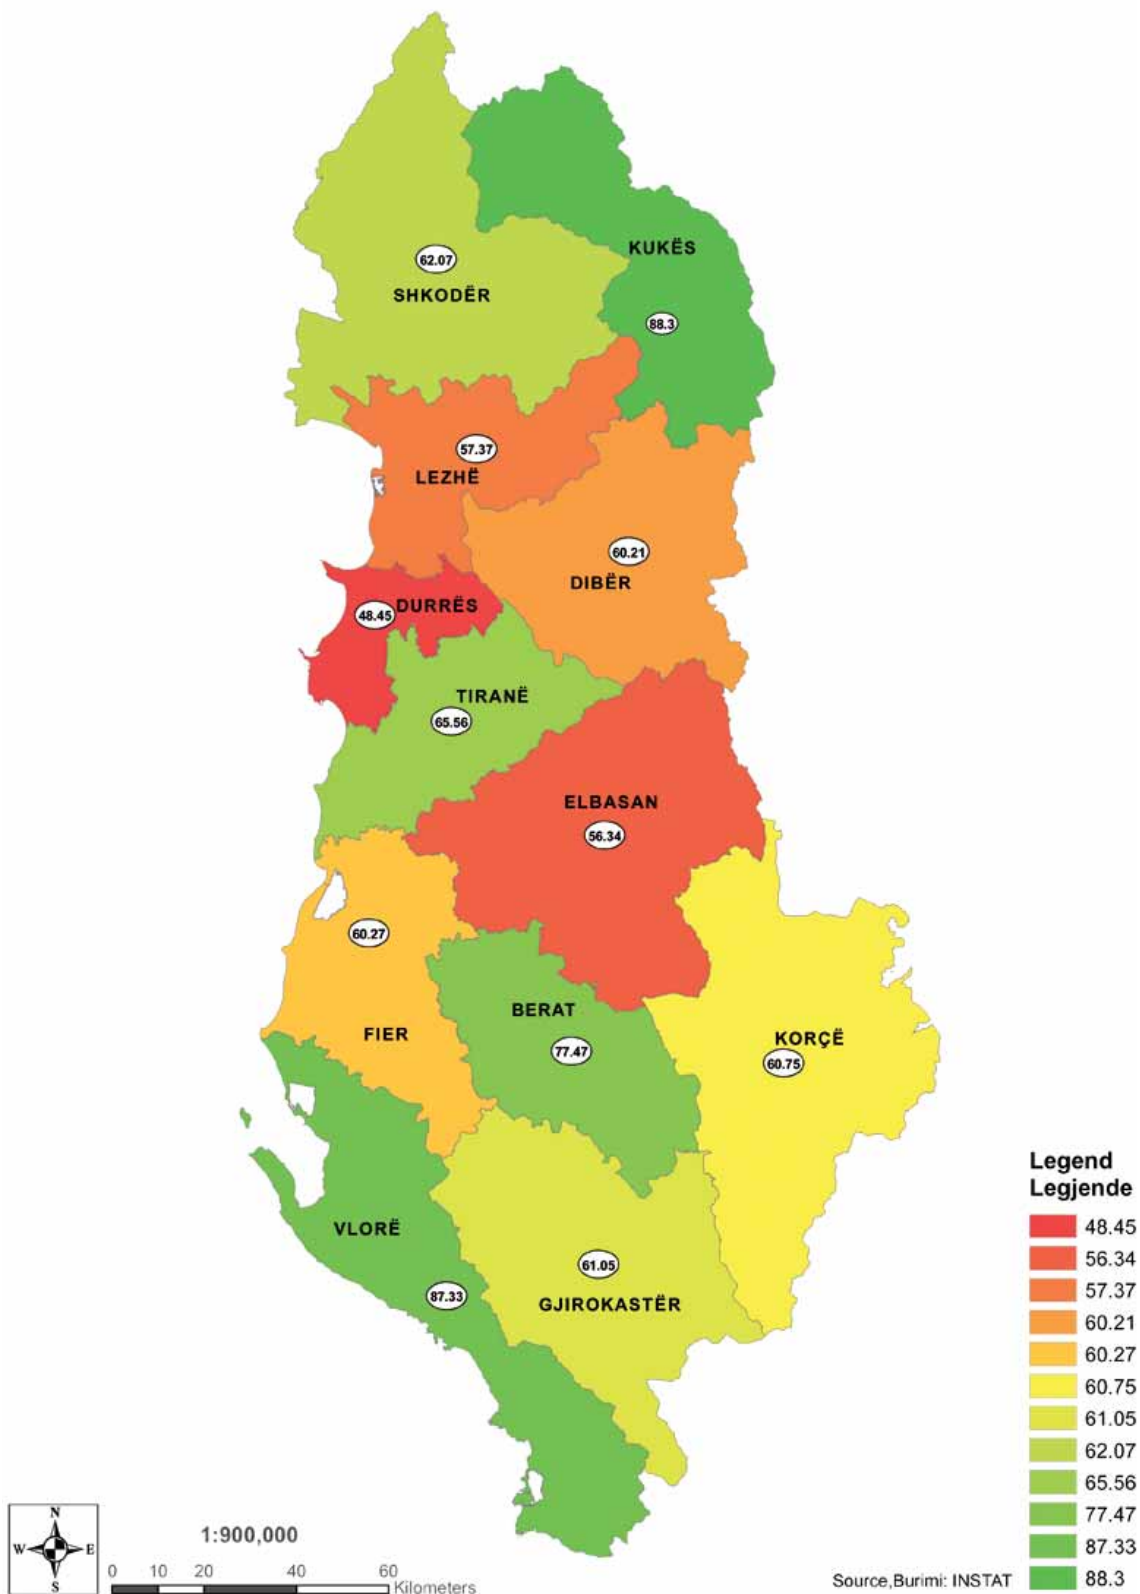 KUKËS
62.07
SHKODËR
88.3
57.37
LEZHË
60.21
DIBËR
DURRËS
48.45
TIRANË
65.56
ELBASAN
56.34
60.27
BERAT
FIER
KORÇË
77.47
60.75
VLORË
61.05
87.33
GJIROKASTËR
Legend
Legjende
48.45
56.34
57.37
60.21
60.27
60.75
61.05
62.07
65.56
77.47
87.33
88.3
N
W E
S
1:900,000
0 10 20 40 60
Kilometers
Source,Burimi: INSTAT